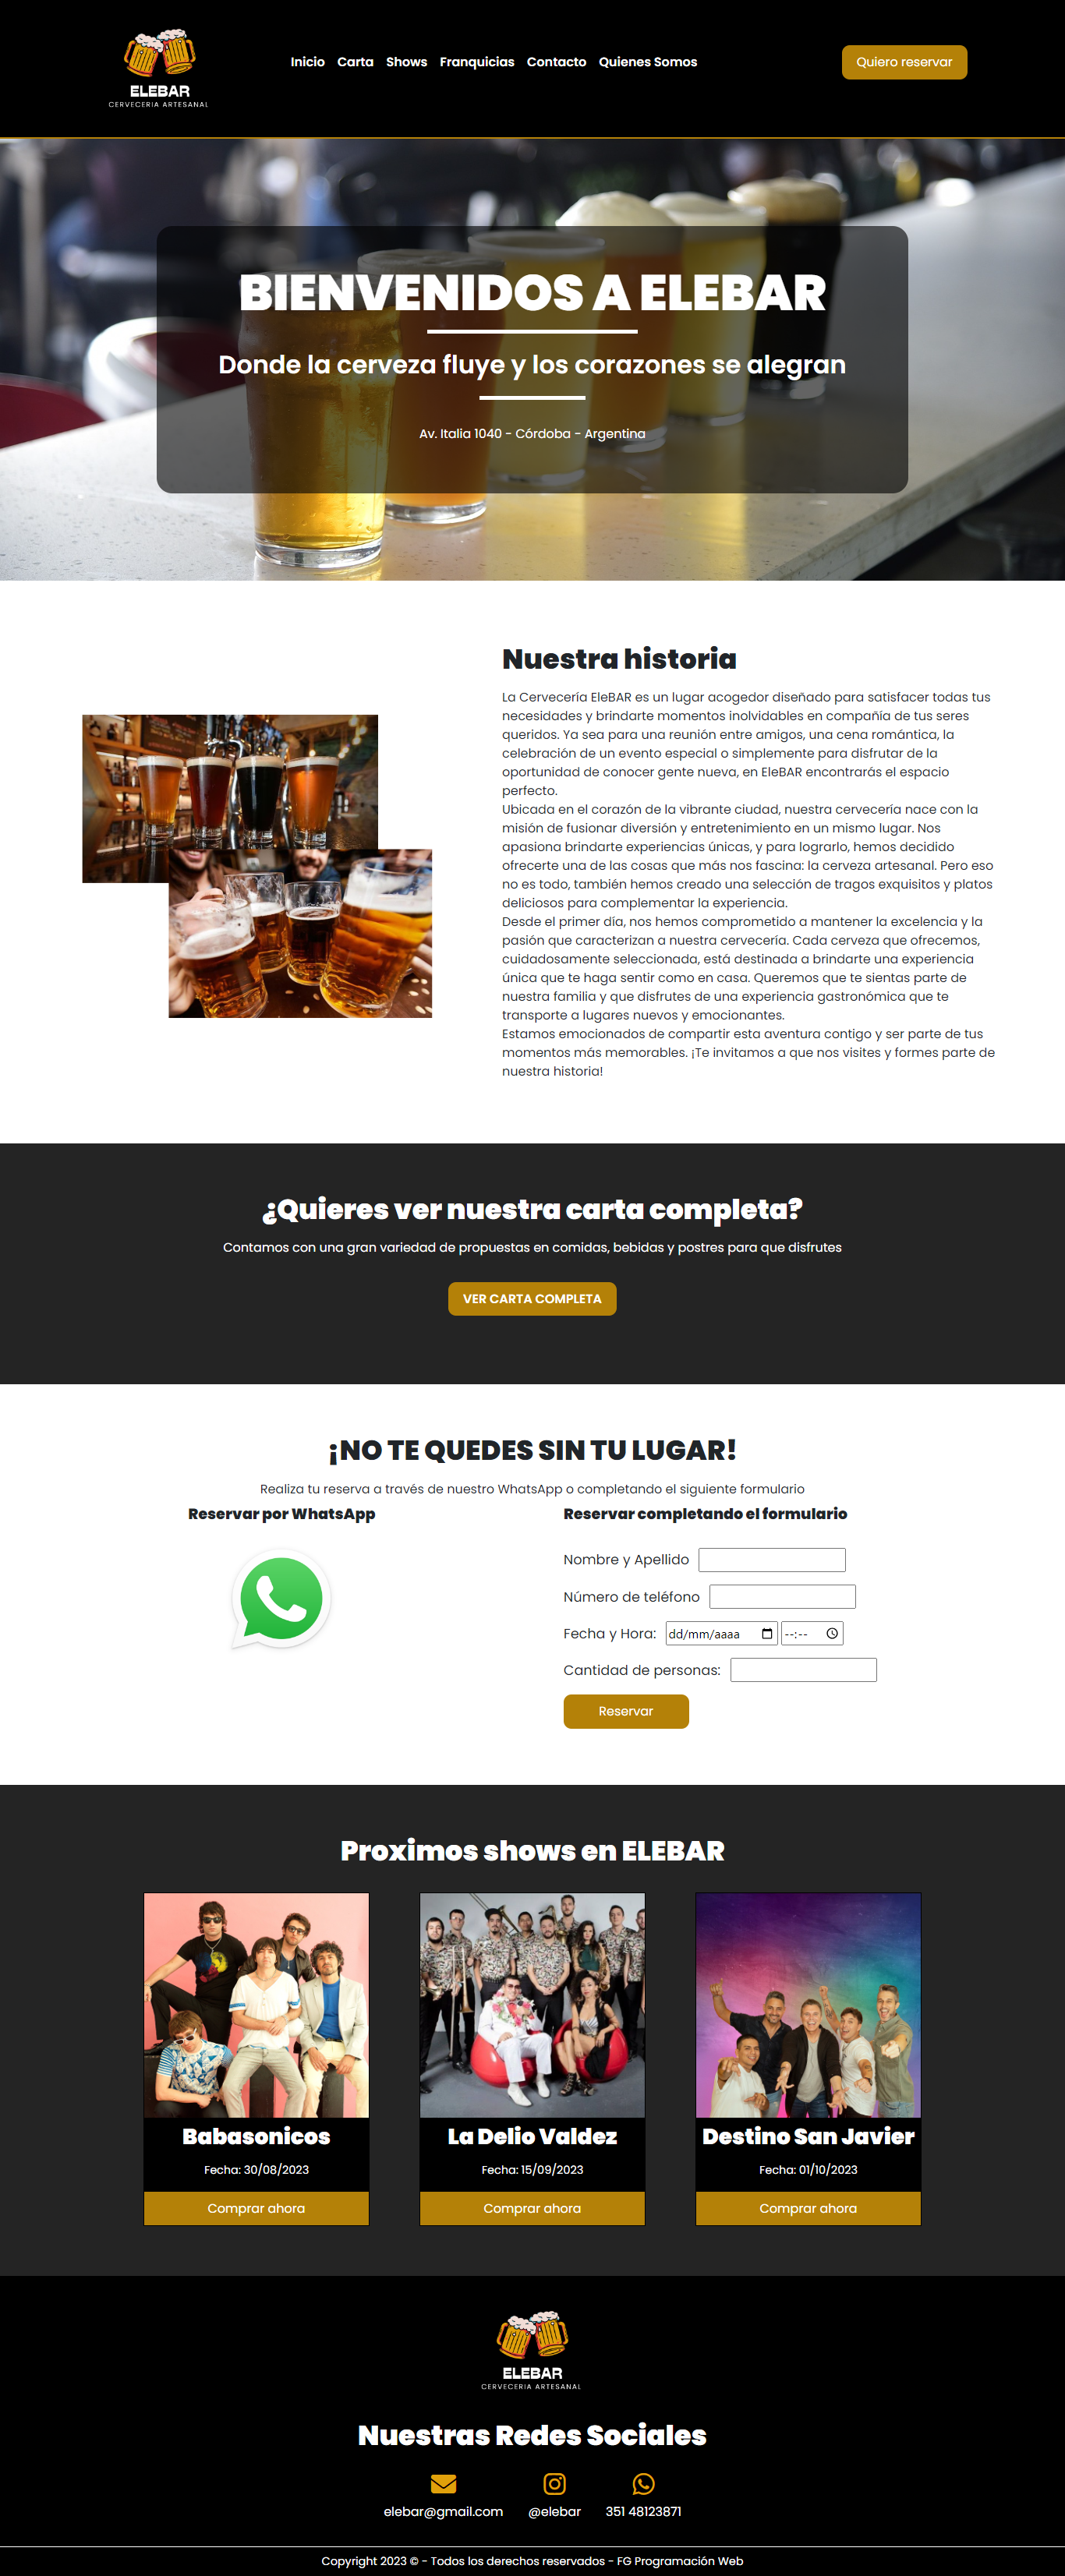 ELEBAR
CERVECERIA ARTESANAL
Inicio Carta Shows Franquicias Contacto Quienes Somos
Quiero reservar
BIENVENIDOS A ELEBAR
Donde la cerveza fluye y los corazones se alegran
Av. Italia 1040 - Córdoba - Argentina
Nuestra historia
La Cervecería EleBAR es un lugar acogedor diseñado para satisfacer todas tus
necesidades y brindarte momentos inolvidables en compañía de tus seres
queridos. Ya sea para una reunión entre amigos, una cena romántica, la
celebración de un evento especial o simplemente para disfrutar de la
oportunidad de conocer gente nueva, en EleBAR encontrarás el espacio
perfecto.
Ubicada en el corazón de la vibrante ciudad, nuestra cervecería nace con la
misión de fusionar diversión y entretenimiento en un mismo lugar. Nos
apasiona brindarte experiencias únicas, y para lograrlo, hemos decidido
ofrecerte una de las cosas que más nos fascina: la cerveza artesanal. Pero eso
no es todo, también hemos creado una selección de tragos exquisitos y platos
deliciosos para complementar la experiencia.
Desde el primer día, nos hemos comprometido a mantener la excelencia y la
pasión que caracterizan a nuestra cervecería. Cada cerveza que ofrecemos,
cuidadosamente seleccionada, está destinada a brindarte una experiencia
única que te haga sentir como en casa. Queremos que te sientas parte de
nuestra familia y que disfrutes de una experiencia gastronómica que te
transporte a lugares nuevos y emocionantes.
Estamos emocionados de compartir esta aventura contigo y ser parte de tus
momentos más memorables. ¡Te invitamos a que nos visites y formes parte de
nuestra historia!
¿Quieres ver nuestra carta completa?
Contamos con una gran variedad de propuestas en comidas, bebidas y postres para que disfrutes
VER CARTA COMPLETA
¡NO TE QUEDES SIN TU LUGAR!
Realiza tu reserva a través de nuestro WhatsApp o completando el siguiente formulario
Reservar por WhatsApp
Reservar completando el formulario
Nombre y Apellido
Número de teléfono
Fecha y Hora: dd/mm/aaaa --:--
Cantidad de personas:
Reservar
Proximos shows en ELEBAR
Babasonicos
Fecha: 30/08/2023
Comprar ahora
La Delio Valdez
Fecha: 15/09/2023
Comprar ahora
Destino San Javier
Fecha: 01/10/2023
Comprar ahora
ELEBAR
CERVECERIA ARTESANAL
Nuestras Redes Sociales
elebar@gmail.com
@elebar
351 48123871
Copyright 2023 © - Todos los derechos reservados - FG Programación Web